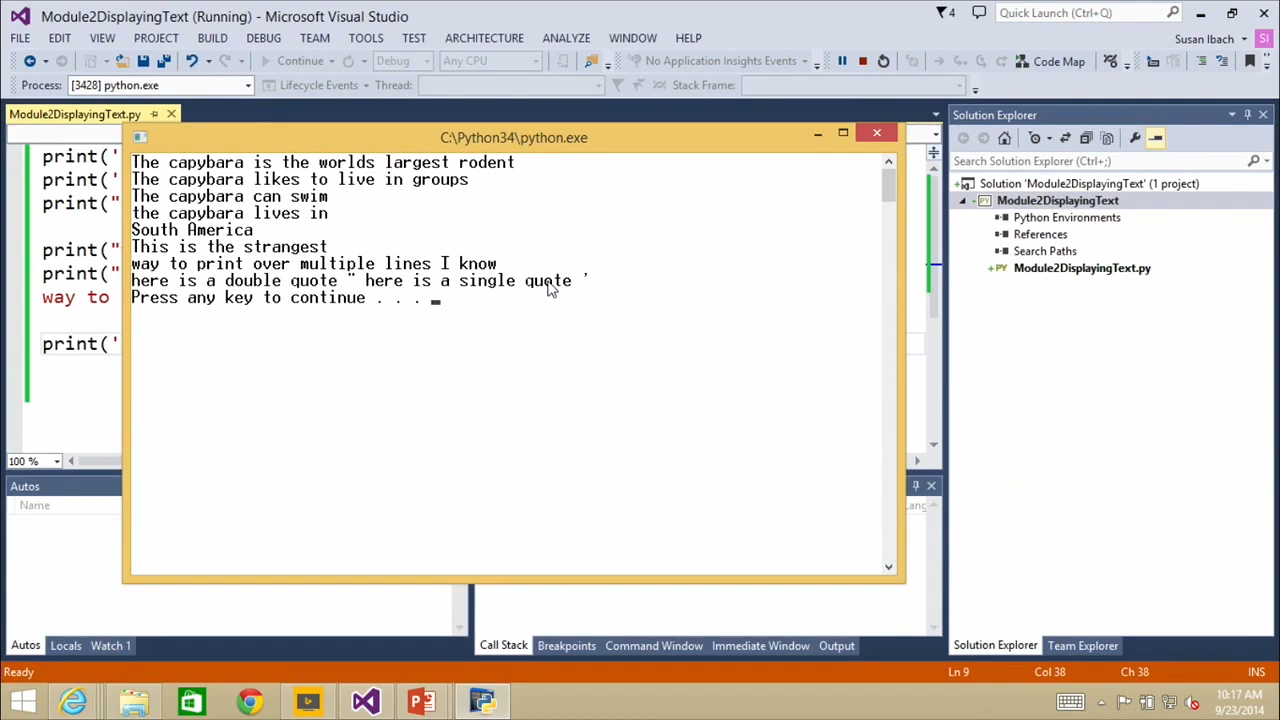 Module2DisplayingText (Running) - Microsoft Visual Studio
4
Quick Launch (Ctrl+Q)
FILE EDIT VIEW PROJECT BUILD DEBUG TEAM TOOLS TEST ARCHITECTURE ANALYZE WINDOW HELP
Susan Ibach SI
Continue Debug Any CPU No Application Insights Events Code Map
Process: [3428] python.exe Lifecycle Events Thread: Stack Frame:
Module2DisplayingText.py
C:\Python34\python.exe
print('
print('
print("
print("
print("
way to
print('
The capybara is the worlds largest rodent
The capybara likes to live in groups
The capybara can swim
the capybara lives in
South America
This is the strangest
way to print over multiple lines I know
here is a double quote " here is a single quote '
Press any key to continue . . . _
Solution Explorer
Search Solution Explorer (Ctrl+;)
Solution 'Module2DisplayingText' (1 project)
Module2DisplayingText
Python Environments
References
Search Paths
Module2DisplayingText.py
100 %
Autos
Name
Lang
Autos Locals Watch 1
Call Stack Breakpoints Command Window Immediate Window Output
Solution Explorer Team Explorer
Ready Ln 9 Col 38 Ch 38 INS
10:17 AM
9/23/2014